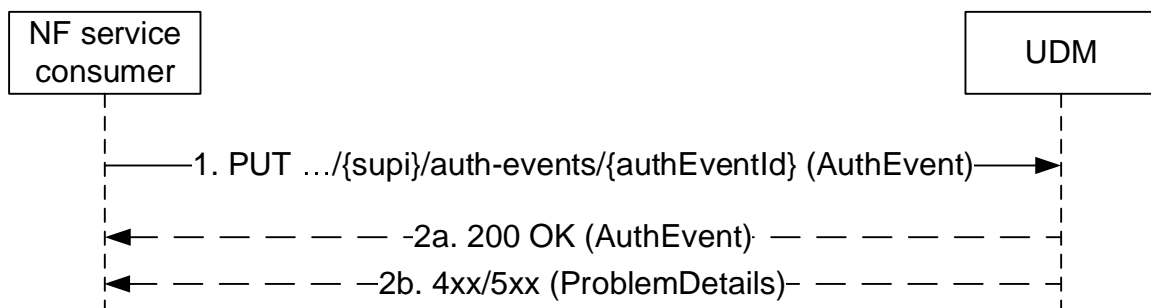 NF service
consumer
UDM
1. PUT …/{supi}/auth-events/{authEventId} (AuthEvent)
2a. 200 OK (AuthEvent)
2b. 4xx/5xx (ProblemDetails)